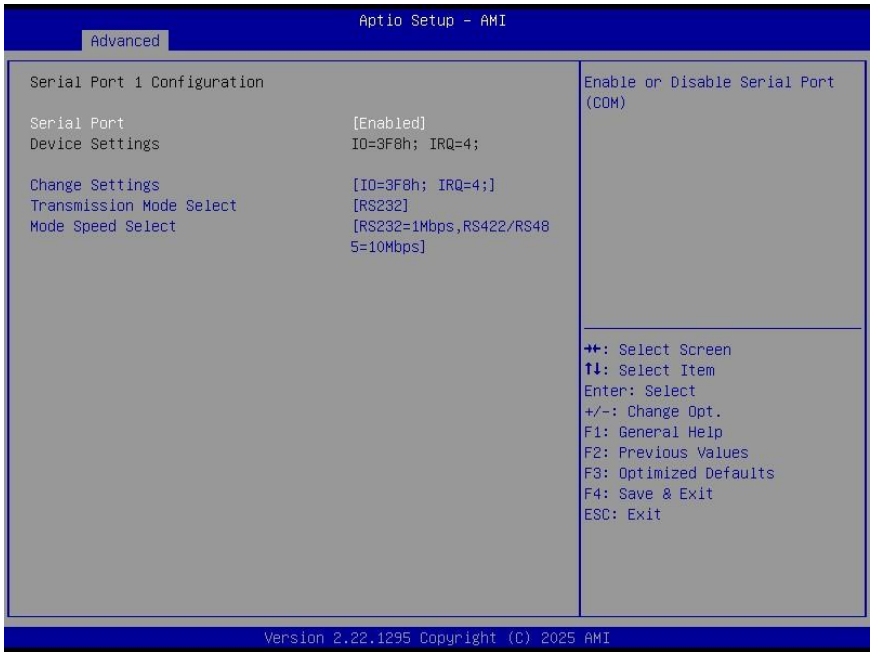 Aptio Setup - AMI
Advanced
Serial Port 1 Configuration
Serial Port [Enabled]
Device Settings IO=3F8h; IRQ=4;
Change Settings [IO=3F8h; IRQ=4;]
Transmission Mode Select [RS232]
Mode Speed Select [RS232=1Mbps,RS422/RS48
5=10Mbps]
Enable or Disable Serial Port
(COM)
→←: Select Screen
↑↓: Select Item
Enter: Select
+/-: Change Opt.
F1: General Help
F2: Previous Values
F3: Optimized Defaults
F4: Save & Exit
ESC: Exit
Version 2.22.1295 Copyright (C) 2025 AMI